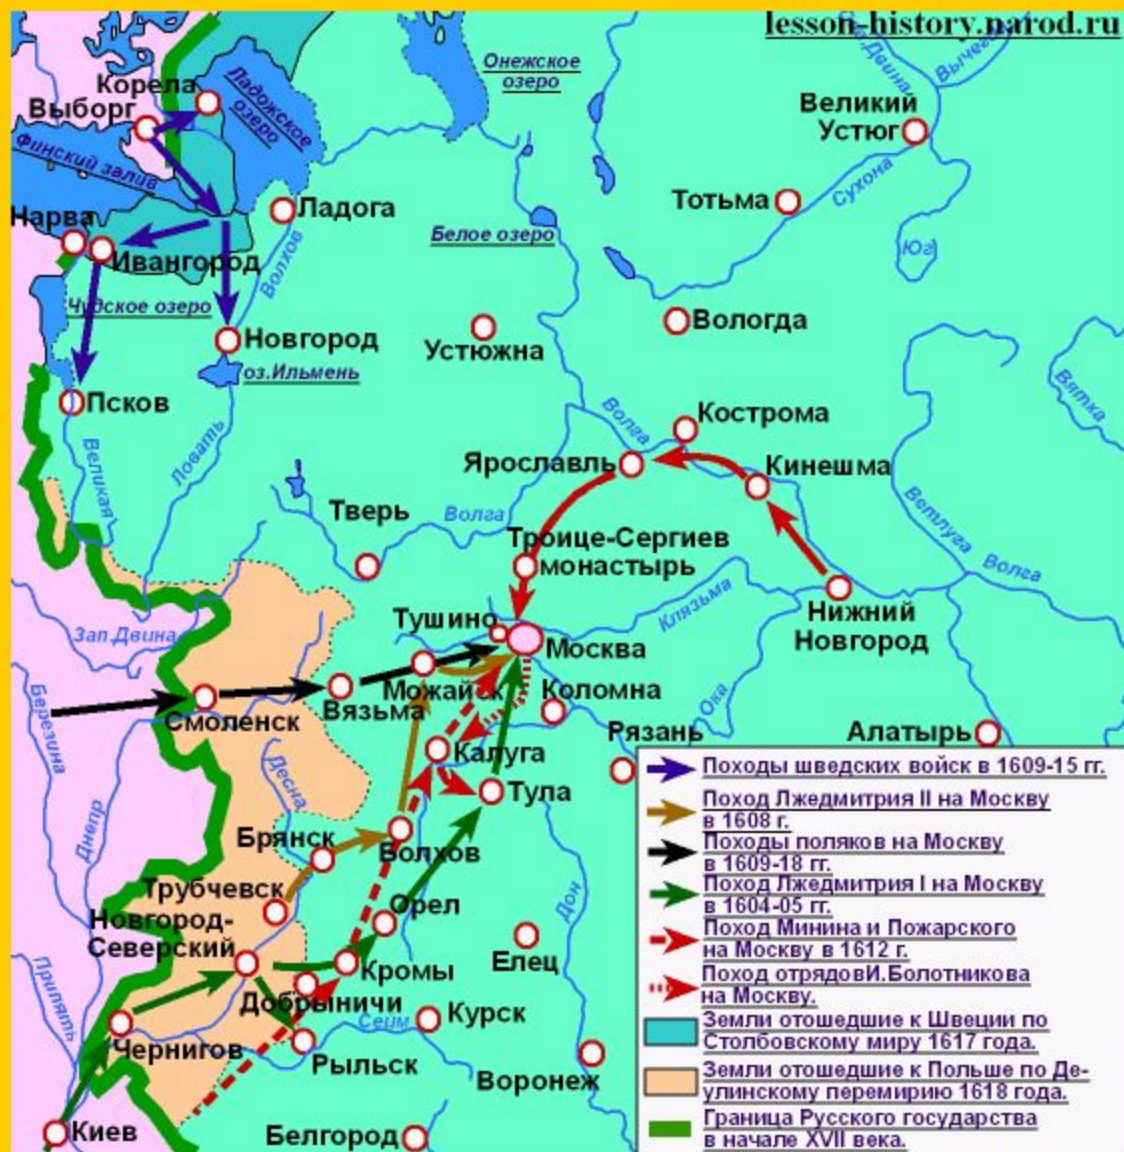 lesson-history.narod.ru
Онежское
озеро
Ладожское
озеро
Вычегда
Корела
Выборг
Великий
Устюг
Финский залив
Сухона
Тотьма
Нарва
Ладога
Белое озеро
Юг
Ивангород
Волхов
Чудское озеро
Вологда
Новгород
Устюжна
оз.Ильмень
Вятка
Псков
Кострома
Волга
Великая
Ловать
Ярославль
Кинешма
Тверь
Волга
Ветлуга
Волга
Троице-Сергиев
монастырь
Клязьма
Нижний
Новгород
Зап.Двина
Тушино
Москва
Можайск
Коломна
Березина
Смоленск
Вязьма
Ока
Рязань
Алатырь
Калуга
Десна
Тула
Днепр
Брянск
Волхов
Трубчевск
Орел
Дон
Новгород-
Северский
Елец
Кромы
Припять
Добрыничи
Сейм
Курск
Чернигов
Рыльск
Воронеж
Киев
Белгород
Походы шведских войск в 1609-15 гг.
Поход Лжедмитрия II на Москву
в 1608 г.
Походы поляков на Москву
в 1609-18 гг.
Поход Лжедмитрия I на Москву
в 1604-05 гг.
Поход Минина и Пожарского
на Москву в 1612 г.
Поход отрядовИ.Болотникова
на Москву.
Земли отошедшие к Швеции по
Столбовскому миру 1617 года.
Земли отошедшие к Польше по Де-
улинскому перемирию 1618 года.
Граница Русского государства
в начале XVII века.